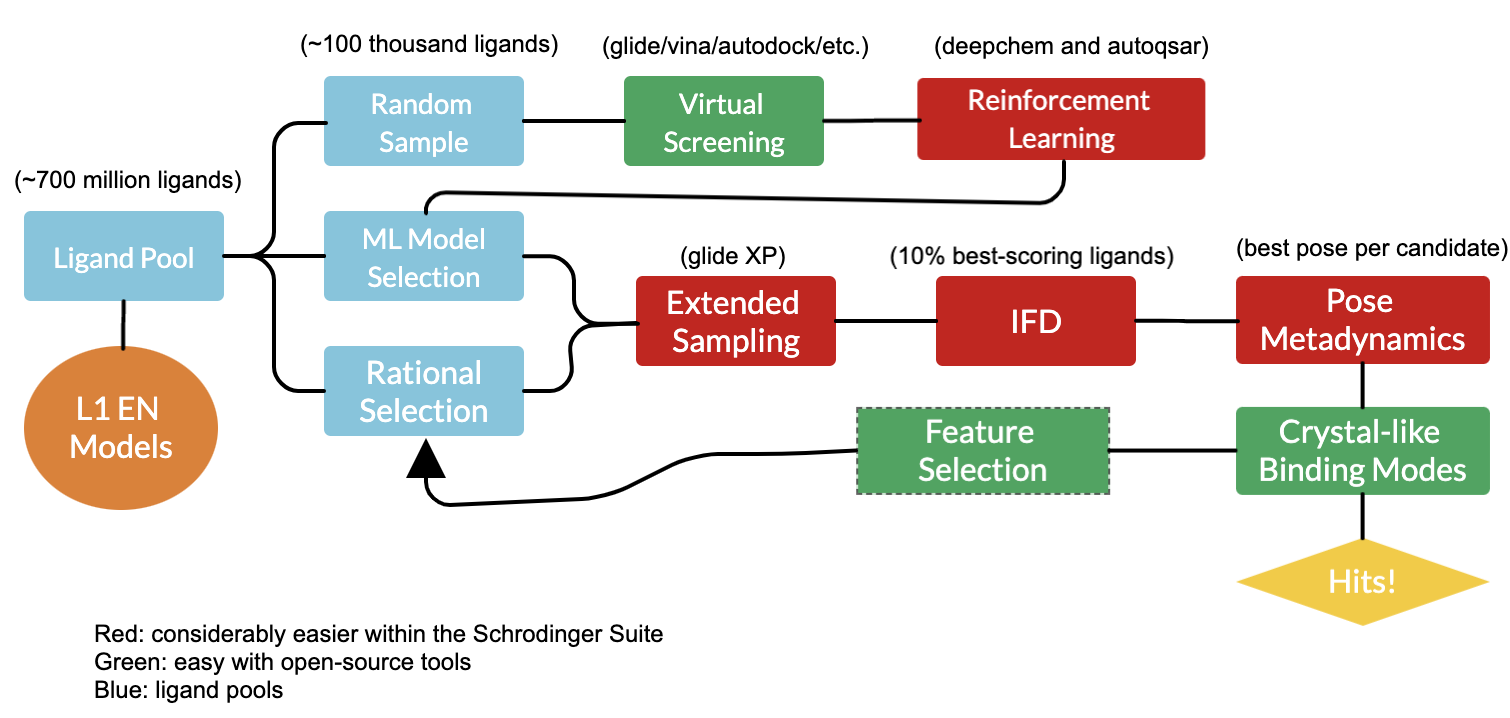 (~100 thousand ligands)
(glide/vina/autodock/etc.)
(deepchem and autoqsar)
Random
Sample
Virtual
Screening
Reinforcement
Learning
(~700 million ligands)
Ligand Pool
ML Model
Selection
(glide XP)
(10% best-scoring ligands)
(best pose per candidate)
Extended
Sampling
IFD
Pose
Metadynamics
L1 EN
Models
Rational
Selection
Feature
Selection
Crystal-like
Binding Modes
Hits!
Red: considerably easier within the Schrodinger Suite
Green: easy with open-source tools
Blue: ligand pools